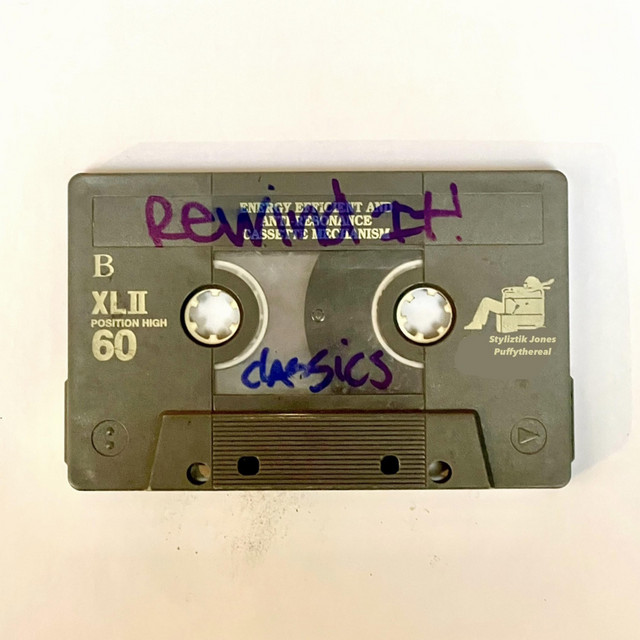 Rewind-It!
ENERGY EFFICIENT AND
ANTI-RESONANCE
CASSETTE MECHANISM
B
XLII
POSITION HIGH
60
Styliztik Jones
Puffythereal
classics